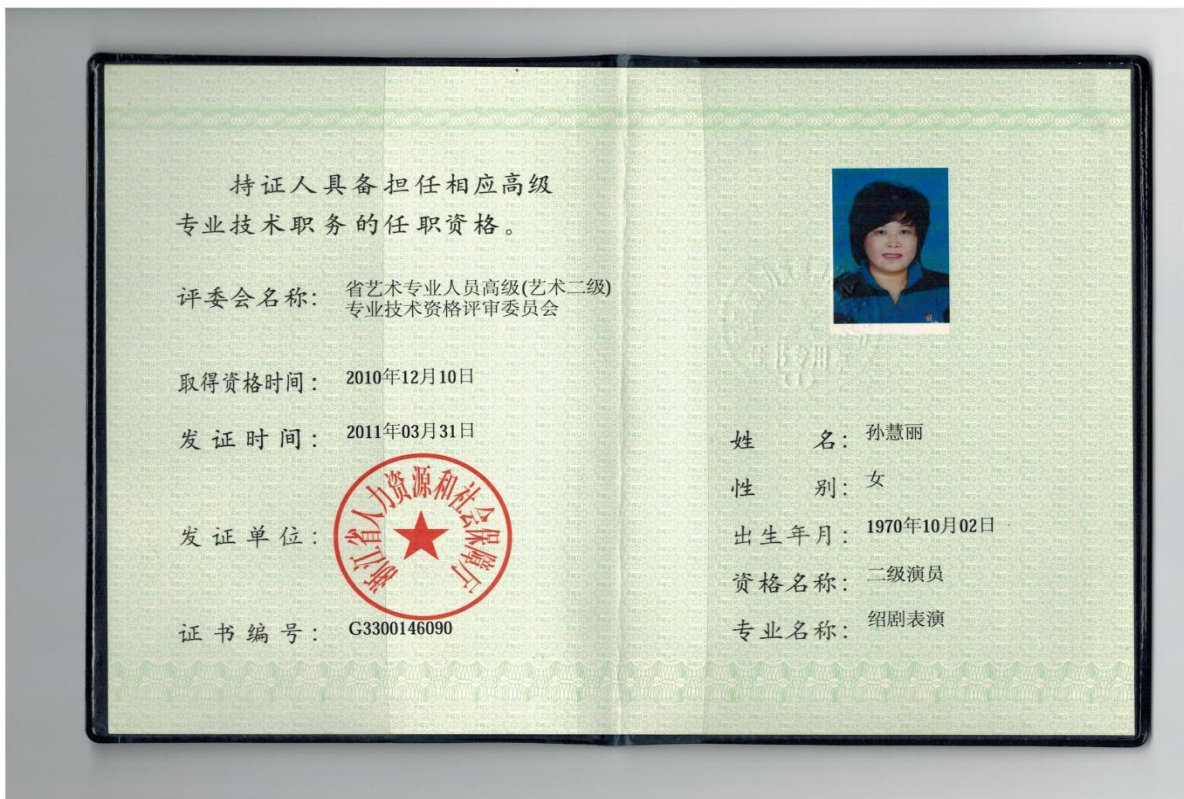 持证人具备担任相应高级
专业技术职务的任职资格。
评委会名称: 省艺术专业人员高级(艺术二级)
专业技术资格评审委员会
取得资格时间: 2010年12月10日
发证时间: 2011年03月31日
发证单位:
浙江省人力资源和社会保障厅
证书编号: G3300146090
姓名: 孙慧丽
性别: 女
出生年月: 1970年10月02日
资格名称: 二级演员
专业名称: 绍剧表演